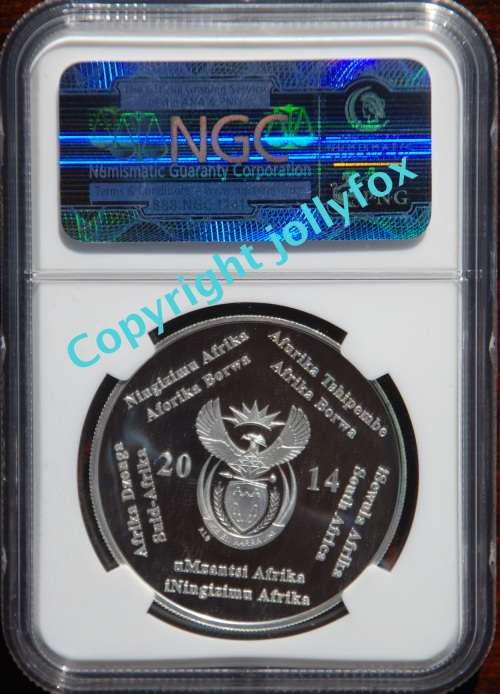 NGC
Numismatic Guaranty Corporation
Copyright jollyfox
Ningizimu Afrika
Aforika Borwa
Afurika Tshipembe
Afrika Borwa
Afrika Dzonga
Suid-Afrika
20 14
iSewula Afrika
South Africa
uMzantsi Afrika
iNingizimu Afrika